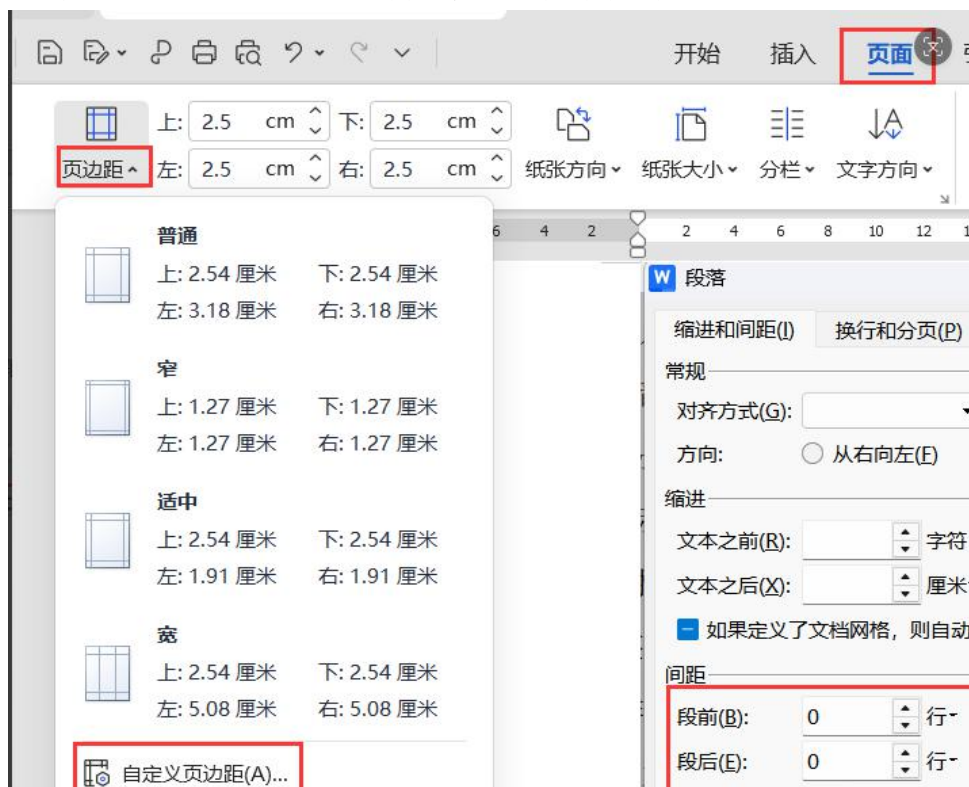 开始 插入 页面
上: 2.5 cm 下: 2.5 cm
页边距 左: 2.5 cm 右: 2.5 cm 纸张方向 纸张大小 分栏 文字方向
6 4 2 2 4 6 8 10 12
普通
上: 2.54 厘米 下: 2.54 厘米
左: 3.18 厘米 右: 3.18 厘米
窄
上: 1.27 厘米 下: 1.27 厘米
左: 1.27 厘米 右: 1.27 厘米
适中
上: 2.54 厘米 下: 2.54 厘米
左: 1.91 厘米 右: 1.91 厘米
宽
上: 2.54 厘米 下: 2.54 厘米
左: 5.08 厘米 右: 5.08 厘米
自定义页边距(A)...
W 段落
缩进和间距(I) 换行和分页(P)
常规
对齐方式(G):
方向: 从右向左(F)
缩进
文本之前(R): 字符
文本之后(X): 厘米
如果定义了文档网格，则自动
间距
段前(B): 0 行
段后(E): 0 行